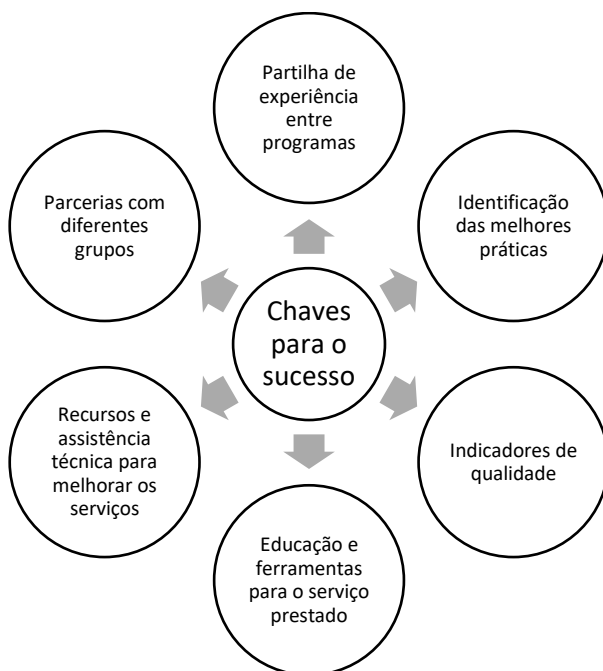 Partilha de
experiência
entre
programas
Parcerias com
diferentes
grupos
Identificação
das melhores
práticas
Chaves
para o
sucesso
Recursos e
assistência
técnica para
melhorar os
serviços
Indicadores de
qualidade
Educação e
ferramentas
para o serviço
prestado